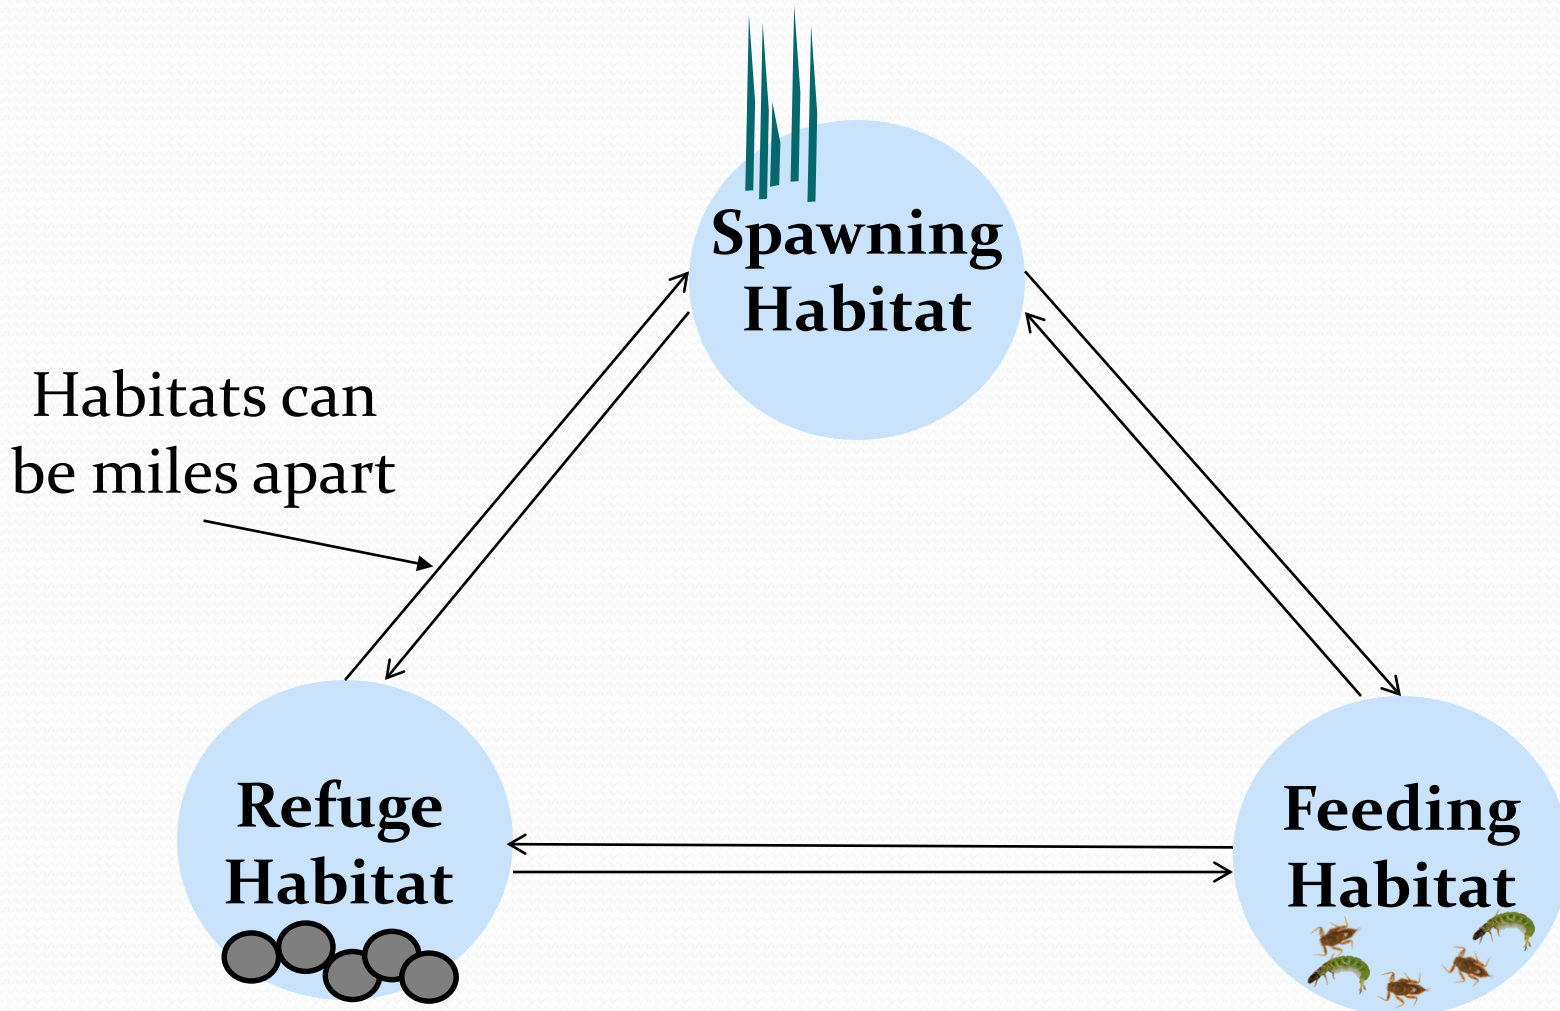 Spawning
Habitat
Habitats can
be miles apart
Refuge
Habitat
Feeding
Habitat